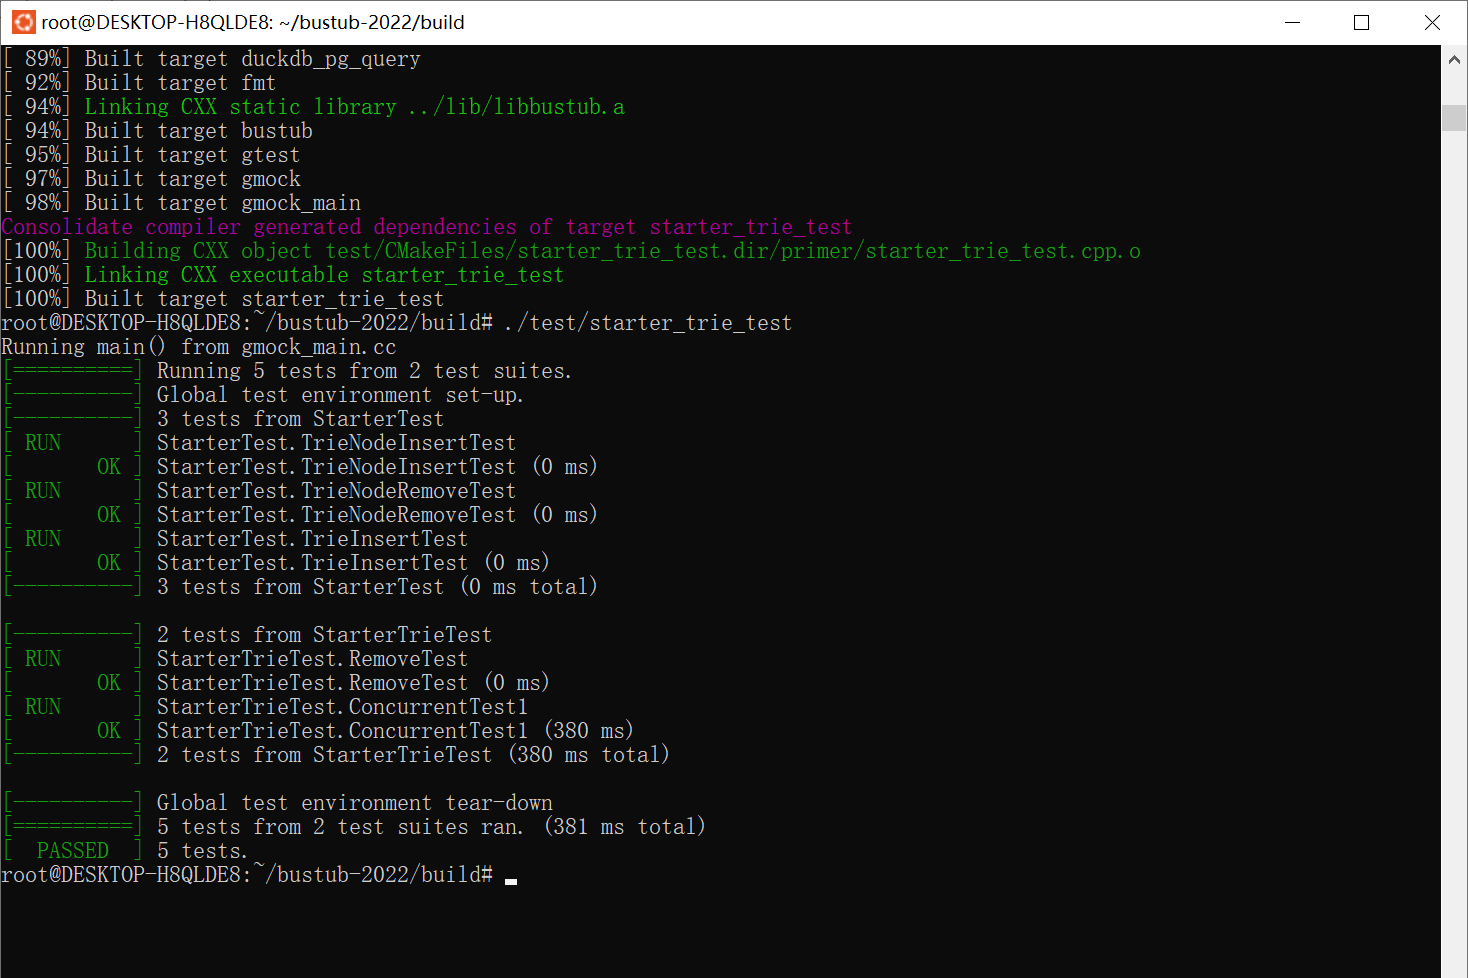 root@DESKTOP-H8QLDE8: ~/bustub-2022/build
[ 89%] Built target duckdb_pg_query
[ 92%] Built target fmt
[ 94%] Linking CXX static library ../lib/libbustub.a
[ 94%] Built target bustub
[ 95%] Built target gtest
[ 97%] Built target gmock
[ 98%] Built target gmock_main
Consolidate compiler generated dependencies of target starter_trie_test
[100%] Building CXX object test/CMakeFiles/starter_trie_test.dir/primer/starter_trie_test.cpp.o
[100%] Linking CXX executable starter_trie_test
[100%] Built target starter_trie_test
root@DESKTOP-H8QLDE8:~/bustub-2022/build# ./test/starter_trie_test
Running main() from gmock_main.cc
[==========] Running 5 tests from 2 test suites.
[----------] Global test environment set-up.
[----------] 3 tests from StarterTest
[ RUN      ] StarterTest.TrieNodeInsertTest
[       OK ] StarterTest.TrieNodeInsertTest (0 ms)
[ RUN      ] StarterTest.TrieNodeRemoveTest
[       OK ] StarterTest.TrieNodeRemoveTest (0 ms)
[ RUN      ] StarterTest.TrieInsertTest
[       OK ] StarterTest.TrieInsertTest (0 ms)
[----------] 3 tests from StarterTest (0 ms total)
[----------] 2 tests from StarterTrieTest
[ RUN      ] StarterTrieTest.RemoveTest
[       OK ] StarterTrieTest.RemoveTest (0 ms)
[ RUN      ] StarterTrieTest.ConcurrentTest1
[       OK ] StarterTrieTest.ConcurrentTest1 (380 ms)
[----------] 2 tests from StarterTrieTest (380 ms total)
[----------] Global test environment tear-down
[==========] 5 tests from 2 test suites ran. (381 ms total)
[  PASSED  ] 5 tests.
root@DESKTOP-H8QLDE8:~/bustub-2022/build#